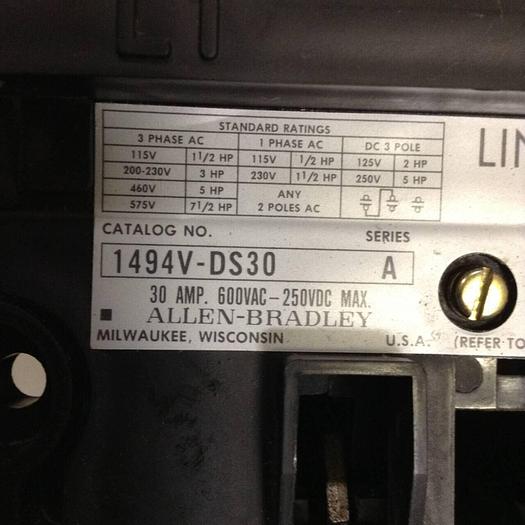 L1
STANDARD RATINGS
3 PHASE AC 1 PHASE AC DC 3 POLE
115V 1 1/2 HP 115V 1/2 HP 125V 2 HP
200-230V 3 HP 230V 1 1/2 HP 250V 5 HP
460V 5 HP ANY
575V 7 1/2 HP 2 POLES AC
LIN
CATALOG NO. SERIES
1494V-DS30 A
30 AMP. 600VAC-250VDC MAX.
ALLEN-BRADLEY
MILWAUKEE, WISCONSIN U.S.A. (REFER TO